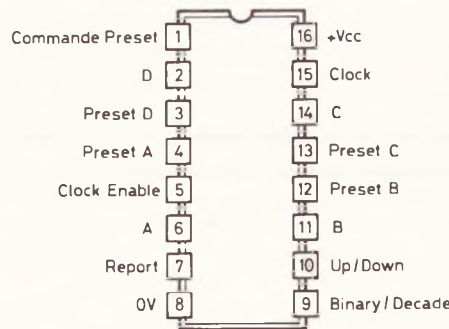 Commande Preset 1 16 +Vcc
D 2 15 Clock
Preset D 3 14 C
Preset A 4 13 Preset C
Clock Enable 5 12 Preset B
A 6 11 B
Report 7 10 Up/Down
0V 8 9 Binary/Decade